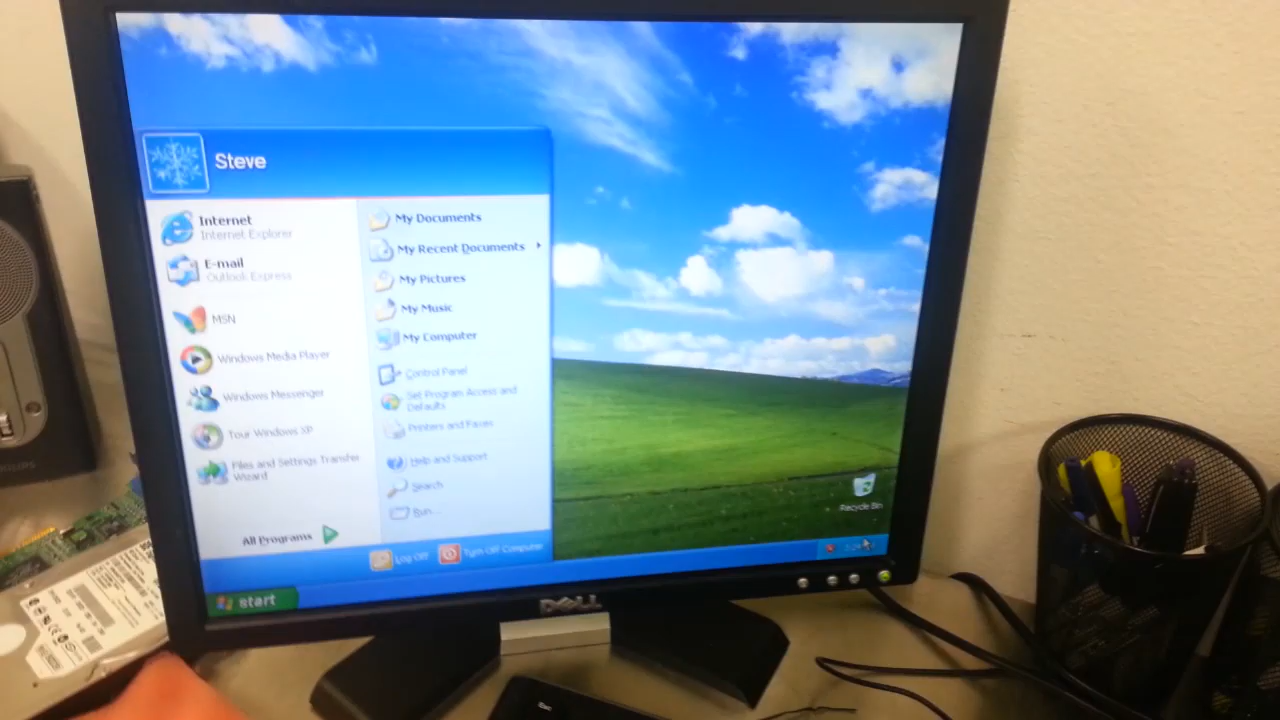 Steve
Internet
Internet Explorer
E-mail
Outlook Express
MSN
Windows Media Player
Windows Messenger
Tour Windows XP
Files and Settings Transfer
Wizard
All Programs
My Documents
My Recent Documents
My Pictures
My Music
My Computer
Control Panel
Set Program Access and
Defaults
Printers and Faxes
Help and Support
Search
Run...
Log Off
Turn Off Computer
Recycle Bin
start
DELL
PHILIPS
Esc